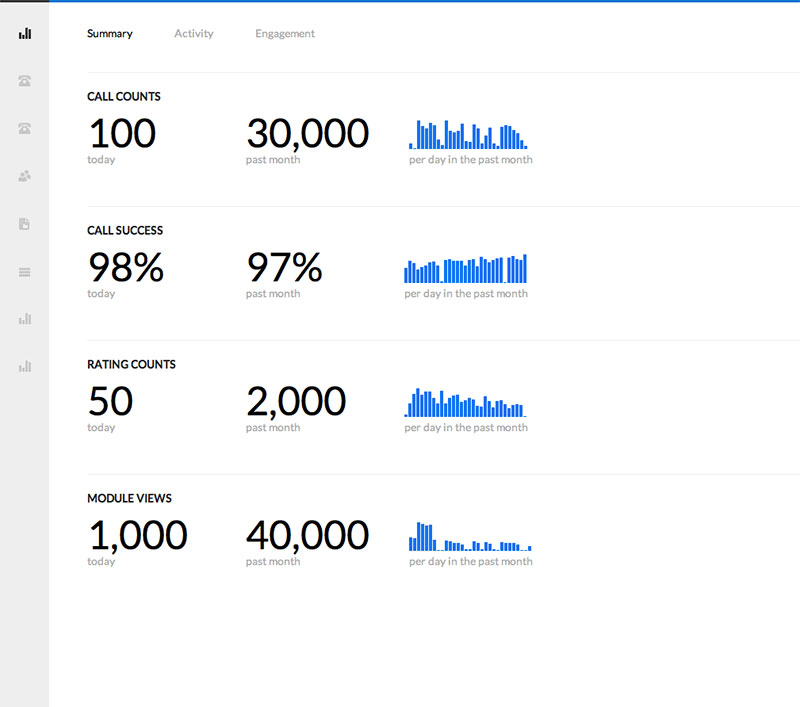 Summary Activity Engagement
CALL COUNTS
100 30,000
today past month per day in the past month
CALL SUCCESS
98% 97%
today past month per day in the past month
RATING COUNTS
50 2,000
today past month per day in the past month
MODULE VIEWS
1,000 40,000
today past month per day in the past month